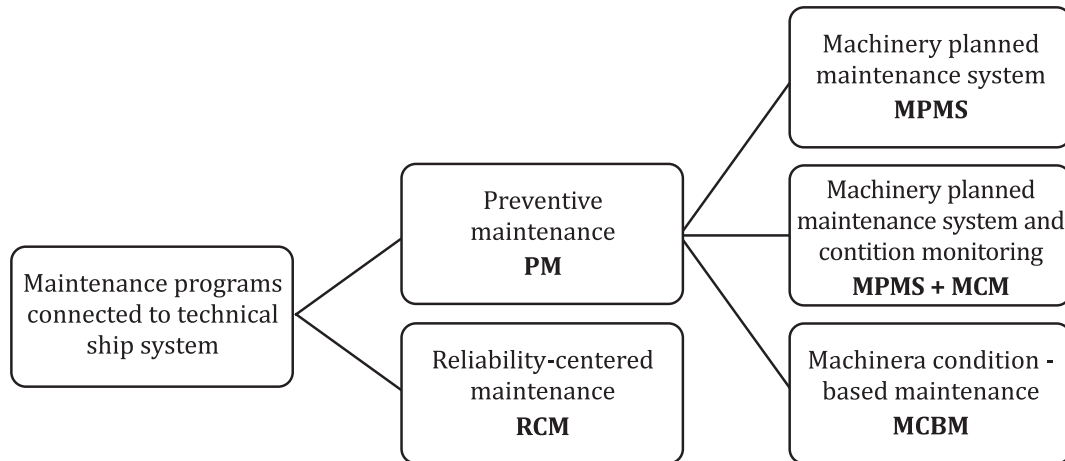 Maintenance programs
connected to technical
ship system
Preventive
maintenance
PM
Reliability-centered
maintenance
RCM
Machinery planned
maintenance system
MPMS
Machinery planned
maintenance system and
contition monitoring
MPMS + MCM
Machinera condition -
based maintenance
MCBM